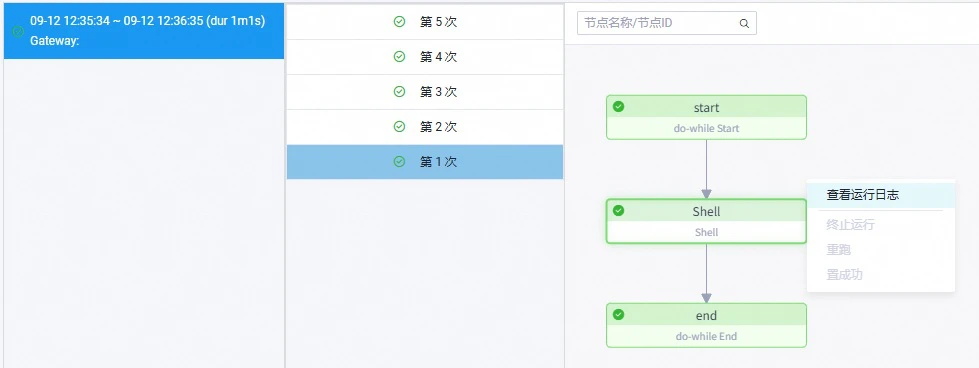 09-12 12:35:34 ~ 09-12 12:36:35 (dur 1m1s)
Gateway:
第 5 次
第 4 次
第 3 次
第 2 次
第 1 次
节点名称/节点ID
start
do-while Start
Shell
Shell
end
do-while End
查看运行日志
终止运行
重跑
置成功